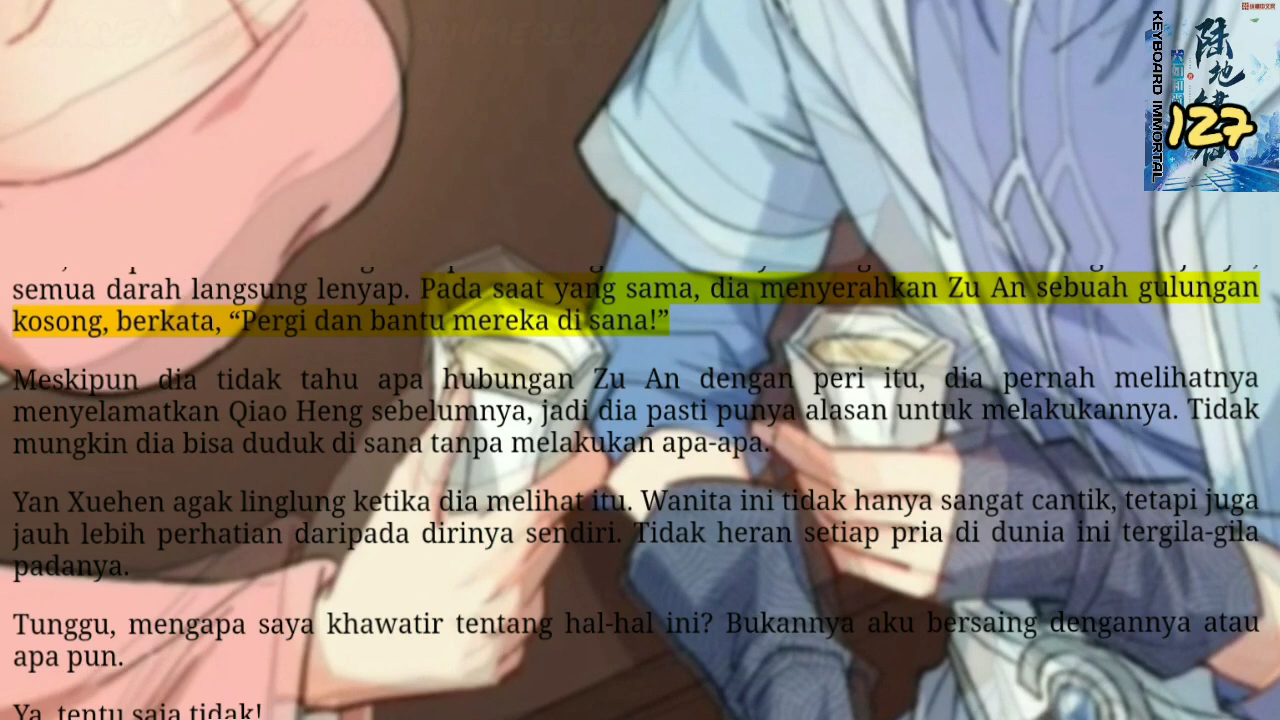 KEYBOARD IMMORTAL
127
semua darah langsung lenyap. Pada saat yang sama, dia menyerahkan Zu An sebuah gulungan
kosong, berkata, “Pergi dan bantu mereka di sana!”
Meskipun dia tidak tahu apa hubungan Zu An dengan peri itu, dia pernah melihatnya
menyelamatkan Qiao Heng sebelumnya, jadi dia pasti punya alasan untuk melakukannya. Tidak
mungkin dia bisa duduk di sana tanpa melakukan apa-apa.
Yan Xuehen agak linglung ketika dia melihat itu. Wanita ini tidak hanya sangat cantik, tetapi juga
jauh lebih perhatian daripada dirinya sendiri. Tidak heran setiap pria di dunia ini tergila-gila
padanya.
Tunggu, mengapa saya khawatir tentang hal-hal ini? Bukannya aku bersaing dengannya atau
apa pun.
Ya, tentu saja tidak!